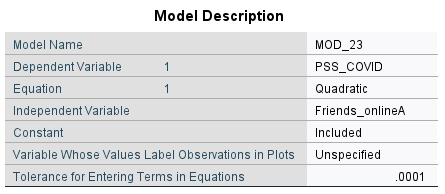 Model Description
Model Name MOD_23
Dependent Variable 1 PSS_COVID
Equation 1 Quadratic
Independent Variable Friends_onlineA
Constant Included
Variable Whose Values Label Observations in Plots Unspecified
Tolerance for Entering Terms in Equations .0001